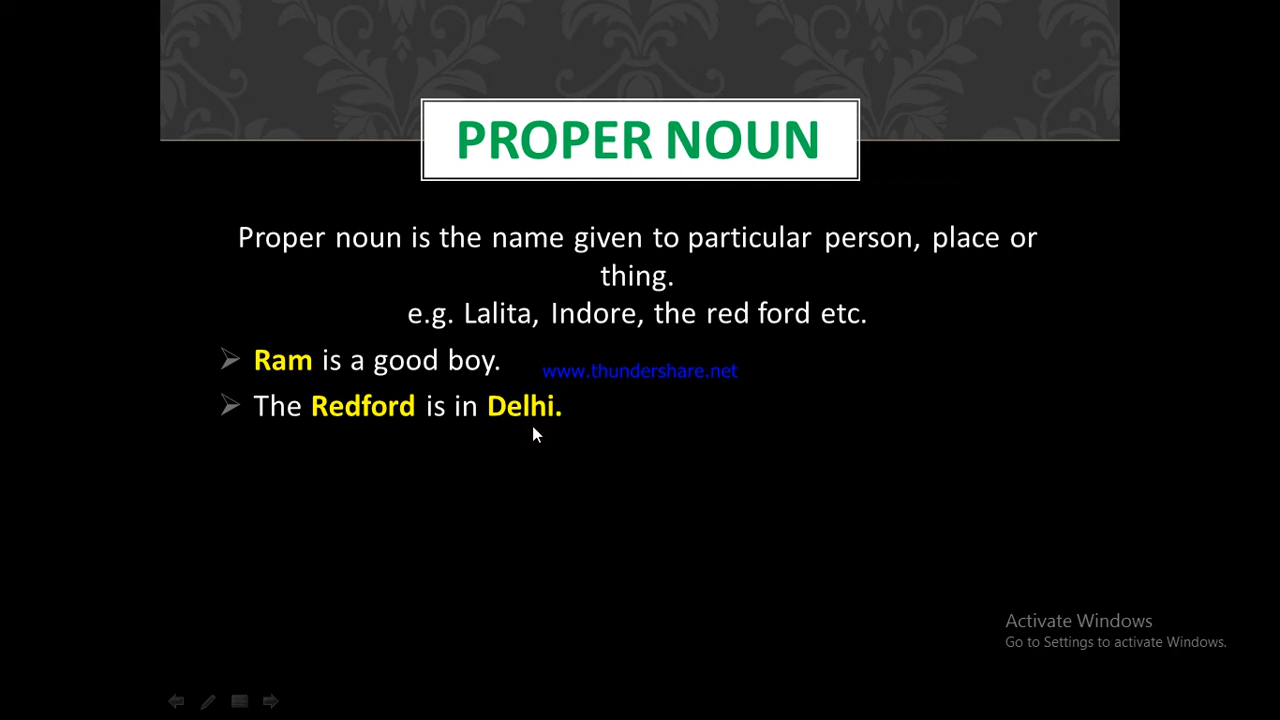 PROPER NOUN
Proper noun is the name given to particular person, place or
thing.
e.g. Lalita, Indore, the red ford etc.
Ram is a good boy.
www.thundershare.net
The Redford is in Delhi.
Activate Windows
Go to Settings to activate Windows.